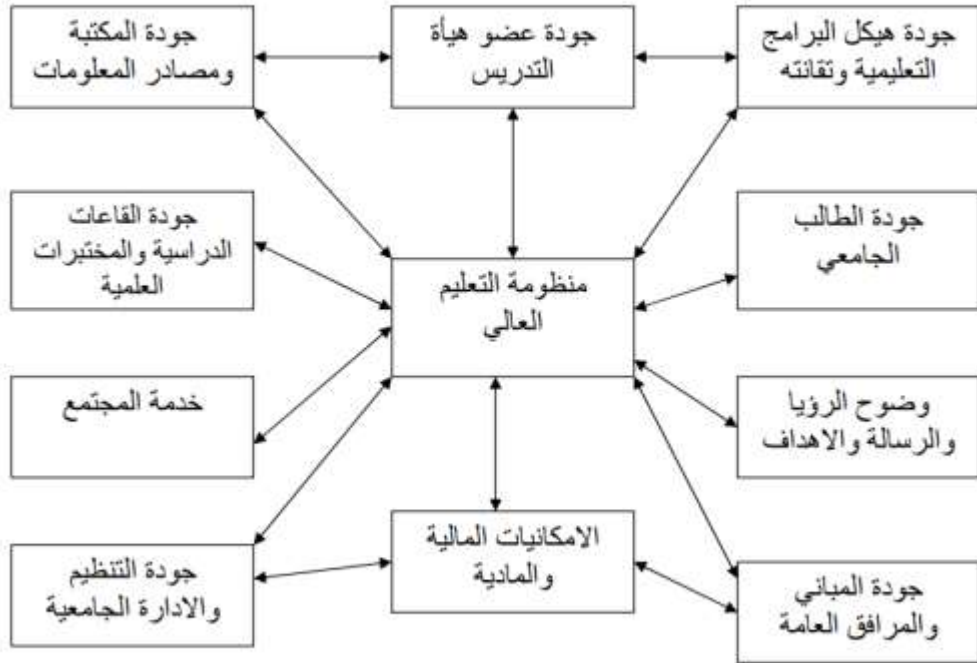 جودة هيكل البرامج
التعليمية وتقانته
جودة عضو هيأة
التدريس
جودة المكتبة
ومصادر المعلومات
جودة الطالب
الجامعي
جودة القاعات
الدراسية والمختبرات
العلمية
منظومة التعليم
العالي
وضوح الرؤيا
والرسالة والاهداف
خدمة المجتمع
جودة المباني
والمرافق العامة
الامكانيات المالية
والمادية
جودة التنظيم
والادارة الجامعية